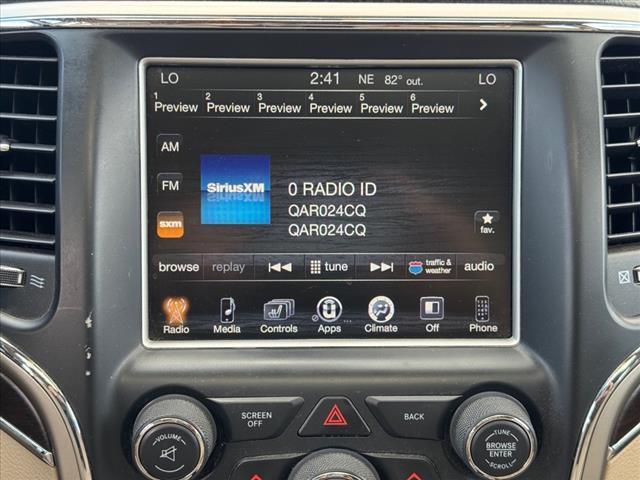 LO 2:41 NE 82° out. LO
1 2 3 4 5 6
Preview Preview Preview Preview Preview Preview
AM
FM
sxm
SiriusXM
0 RADIO ID
QAR024CQ
QAR024CQ
fav.
browse replay tune traffic & weather audio
Radio Media Controls Apps Climate Off Phone
SCREEN OFF
BACK
VOLUME
TUNE
BROWSE
ENTER
SCROLL